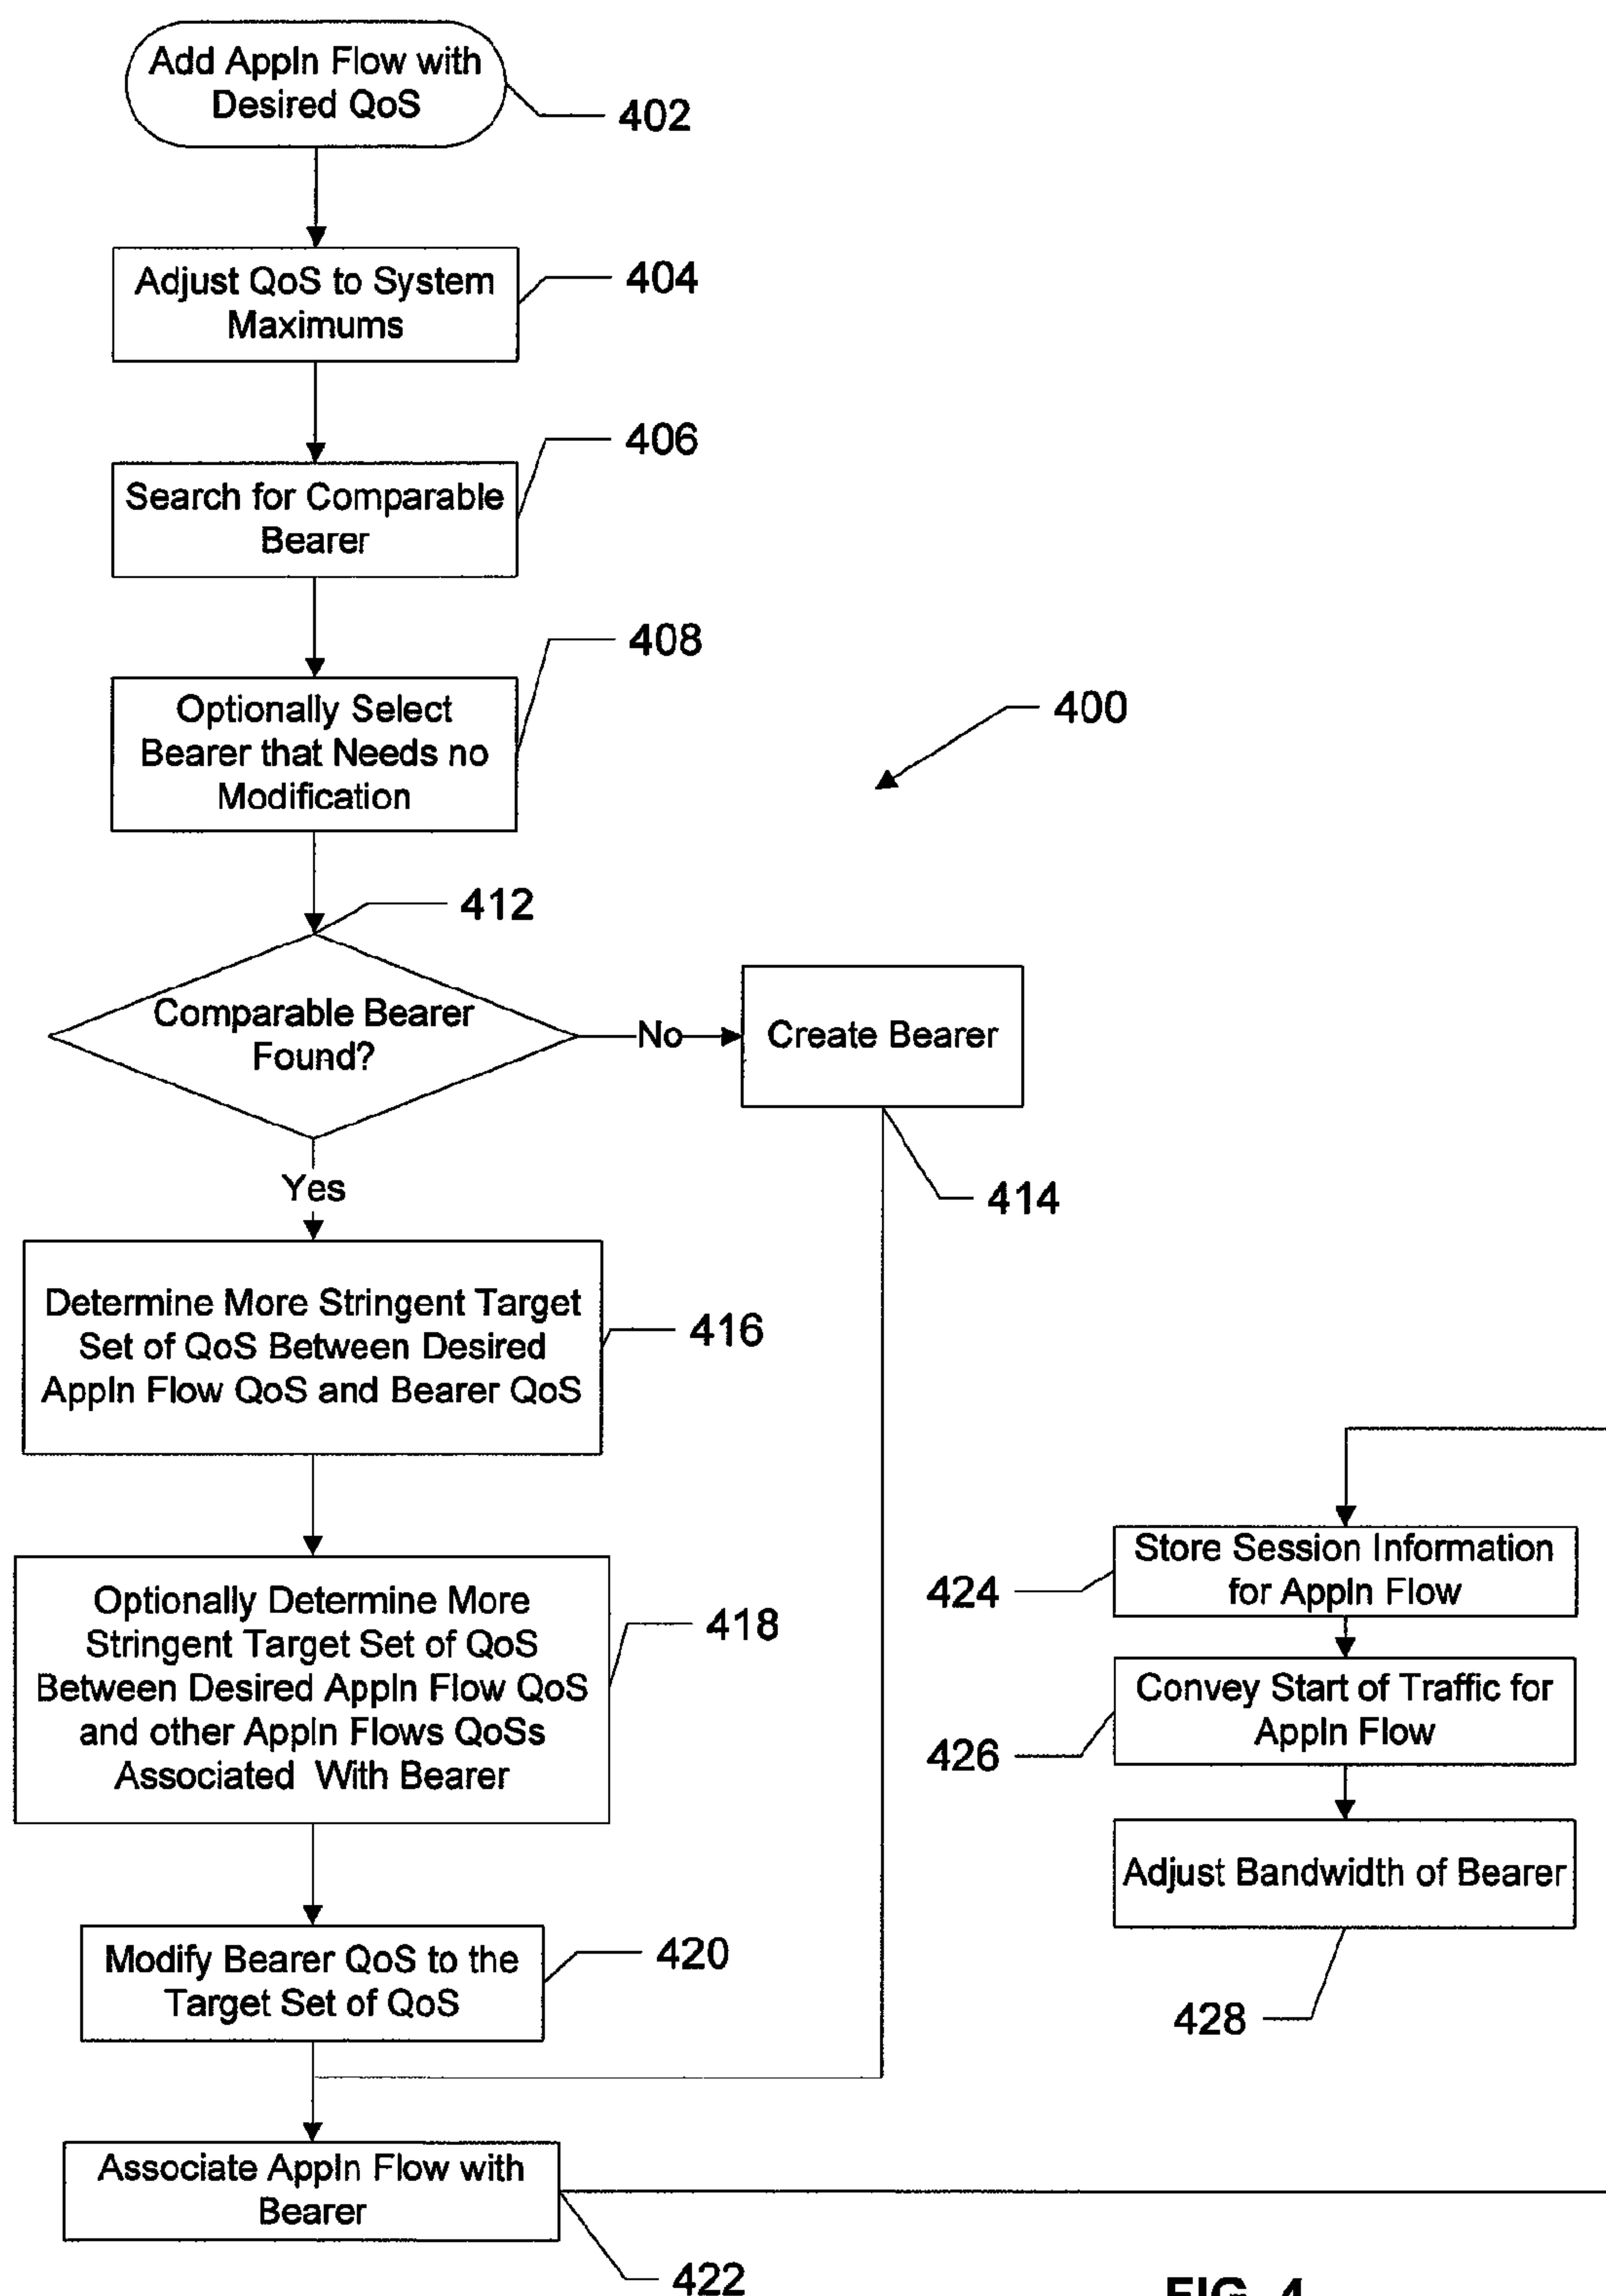 Add Appln Flow with
Desired QoS
402
Adjust QoS to System
Maximums
404
406
Search for Comparable
Bearer
408
Optionally Select
Bearer that Needs no
Modification
400
412
Comparable Bearer
Found?
No
Create Bearer
414
Yes
Determine More Stringent Target
Set of QoS Between Desired
Appln Flow QoS and Bearer QoS
416
Optionally Determine More
Stringent Target Set of QoS
Between Desired Appln Flow QoS
and other Appln Flows QoSs
Associated With Bearer
418
Modify Bearer QoS to the
Target Set of QoS
420
Associate Appln Flow with
Bearer
422
Store Session Information
for Appln Flow
424
Convey Start of Traffic for
Appln Flow
426
Adjust Bandwidth of Bearer
428
FIG. 4